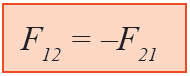 F₁₂ = –F₂₁